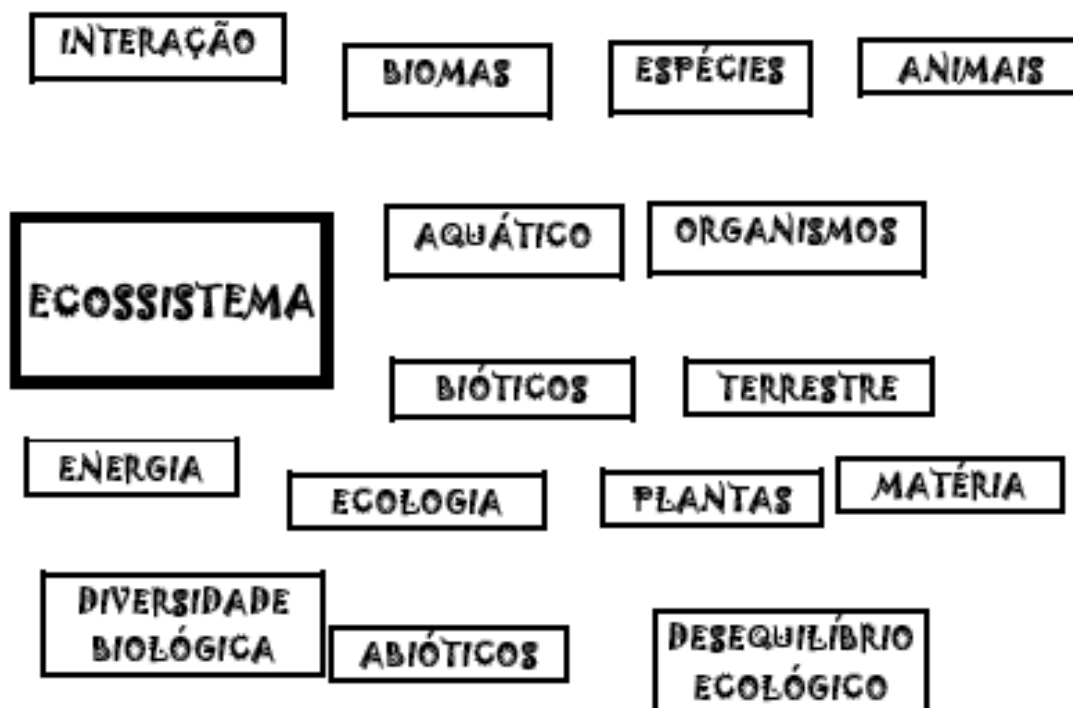 INTERAÇÃO
BIOMAS
ESPÉCIES
ANIMAIS
AQUÁTICO
ORGANISMOS
ECOSSISTEMA
BIÓTICOS
TERRESTRE
ENERGIA
ECOLOGIA
PLANTAS
MATÉRIA
DIVERSIDADE
BIOLÓGICA
ABIÓTICOS
DESEQUILÍBRIO
ECOLÓGICO